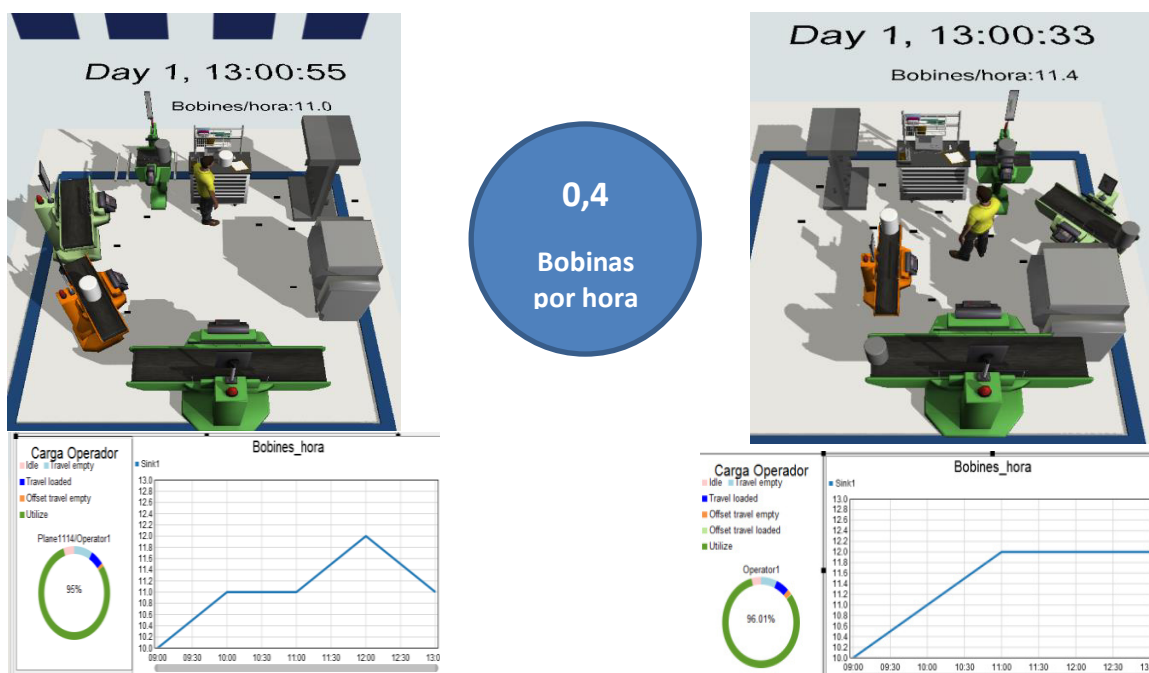 Day 1, 13:00:55
Bobines/hora:11.0
0,4
Bobinas
por hora
Day 1, 13:00:33
Bobines/hora:11.4
Carga Operador
Idle Travel empty
Travel loaded
Offset travel empty
Utilize
Plane1114/Operator1
95%
Bobines_hora
Sink1
13.0
12.8
12.6
12.4
12.2
12.0
11.8
11.6
11.4
11.2
11.0
10.8
10.6
10.4
10.2
10.0
09:00 09:30 10:00 10:30 11:00 11:30 12:00 12:30 13:0
Carga Operador
Idle Travel empty
Travel loaded
Offset travel empty
Offset travel loaded
Utilize
Operator1
96.01%
Bobines_hora
Sink1
13.0
12.8
12.6
12.4
12.2
12.0
11.8
11.6
11.4
11.2
11.0
10.8
10.6
10.4
10.2
10.0
09:00 09:30 10:00 10:30 11:00 11:30 12:00 12:30 13